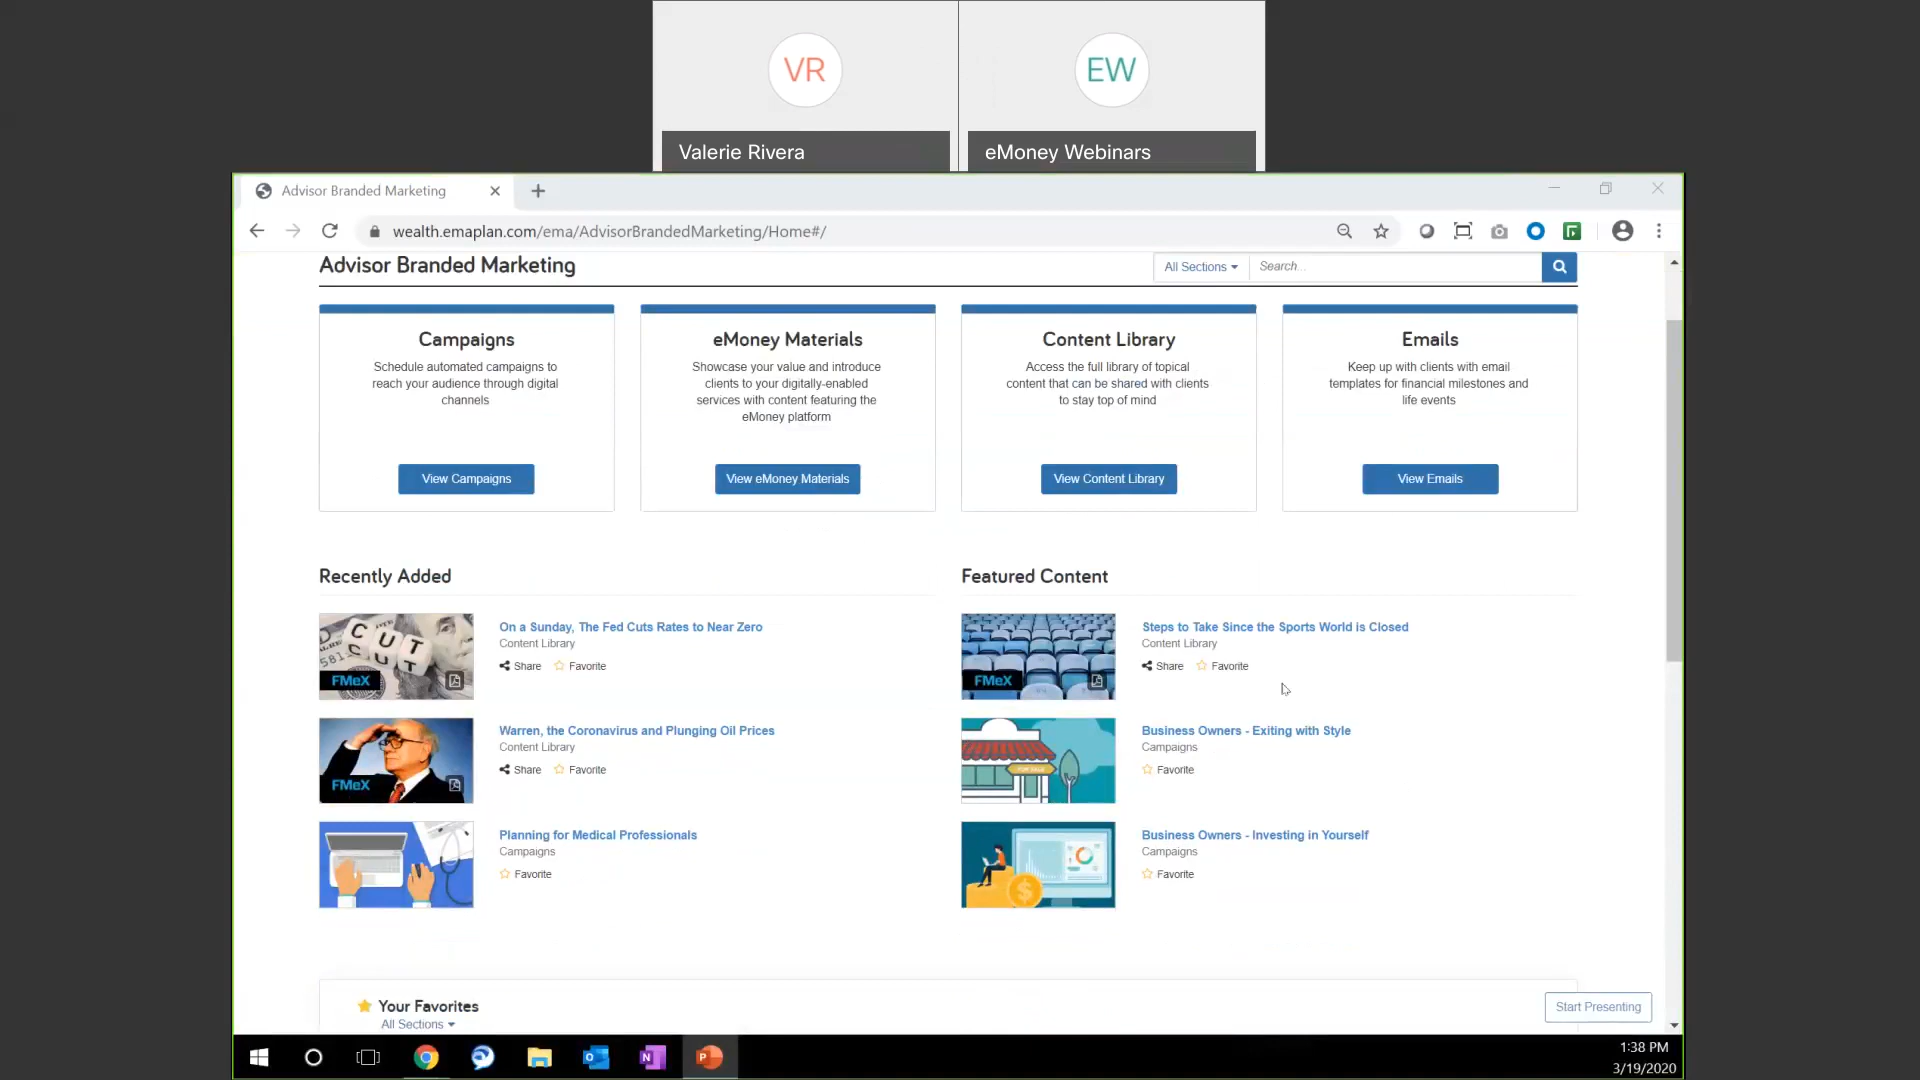 VR
EW
Valerie Rivera
eMoney Webinars
Advisor Branded Marketing
wealth.emaplan.com/ema/AdvisorBrandedMarketing/Home#/
Advisor Branded Marketing
All Sections
Search...
Campaigns
Schedule automated campaigns to
reach your audience through digital
channels
View Campaigns
eMoney Materials
Showcase your value and introduce
clients to your digitally-enabled
services with content featuring the
eMoney platform
View eMoney Materials
Content Library
Access the full library of topical
content that can be shared with clients
to stay top of mind
View Content Library
Emails
Keep up with clients with email
templates for financial milestones and
life events
View Emails
Recently Added
CUT
CUT
FMeX
On a Sunday, The Fed Cuts Rates to Near Zero
Content Library
Share Favorite
FMeX
Warren, the Coronavirus and Plunging Oil Prices
Content Library
Share Favorite
Planning for Medical Professionals
Campaigns
Favorite
Featured Content
FMeX
Steps to Take Since the Sports World is Closed
Content Library
Share Favorite
FOR SALE
Business Owners - Exiting with Style
Campaigns
Favorite
Business Owners - Investing in Yourself
Campaigns
Favorite
Your Favorites
All Sections
Start Presenting
1:38 PM
3/19/2020